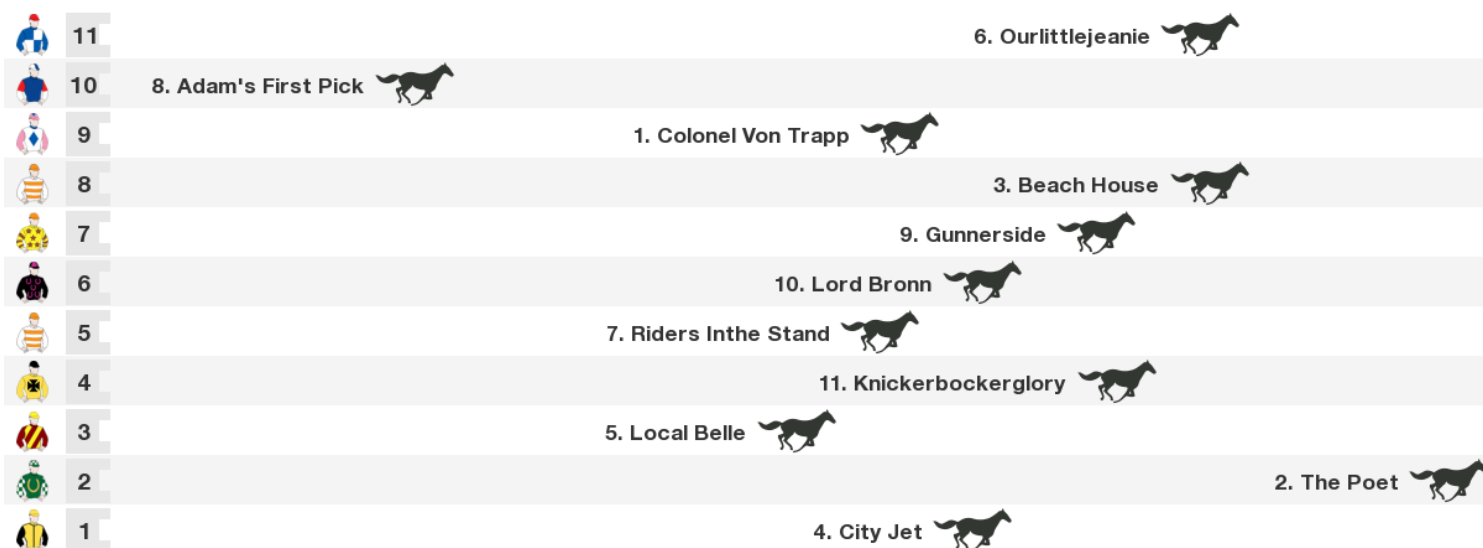 11 6. Ourlittlejeanie
10 8. Adam's First Pick
9 1. Colonel Von Trapp
8 3. Beach House
7 9. Gunnerside
6 10. Lord Bronn
5 7. Riders Inthe Stand
4 11. Knickerbockerglory
3 5. Local Belle
2 2. The Poet
1 4. City Jet